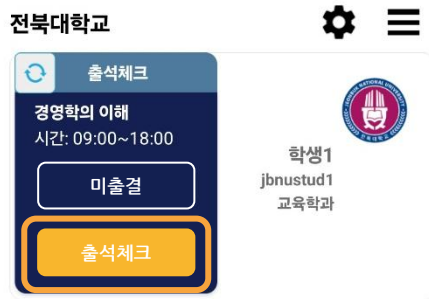 전북대학교
출석체크
경영학의 이해
시간: 09:00~18:00
미출결
출석체크
학생1
jbnustud1
교육학과